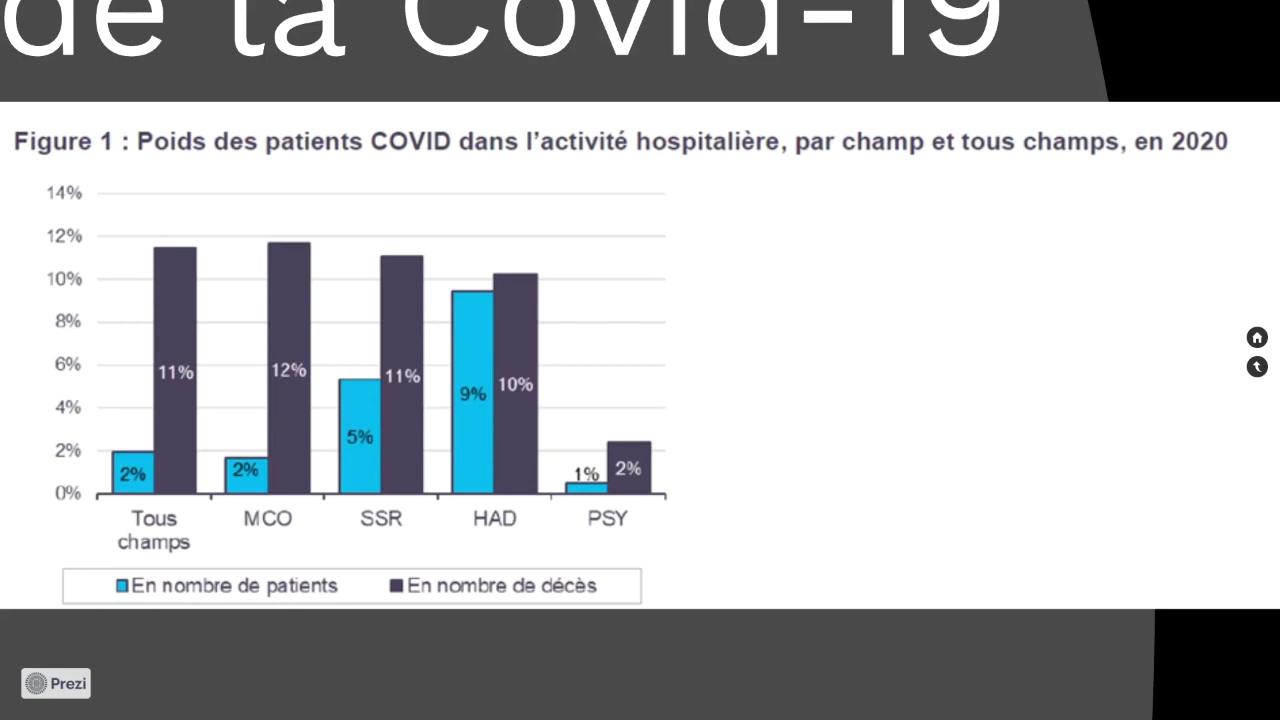 de la Covid-19
Figure 1 : Poids des patients COVID dans l'activité hospitalière, par champ et tous champs, en 2020
14%
12%
10%
8%
6%
4%
2%
0%
11%
12%
11%
9%
10%
5%
2%
2%
1%
2%
Tous champs
MCO
SSR
HAD
PSY
En nombre de patients
En nombre de décès
Prezi